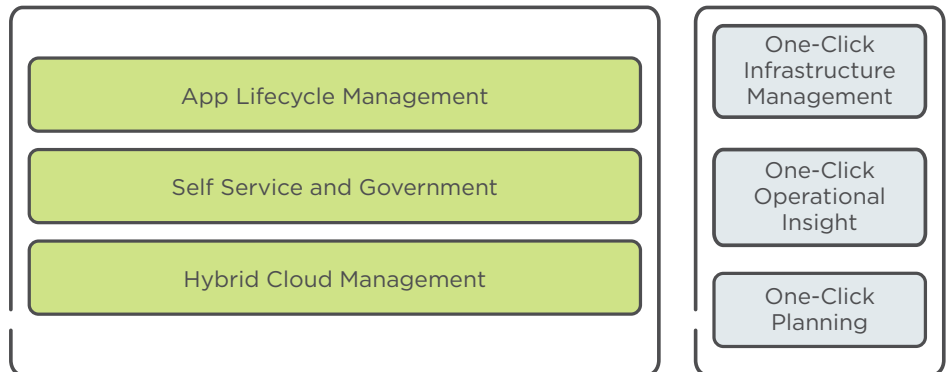 App Lifecycle Management
Self Service and Government
Hybrid Cloud Management
One-Click
Infrastructure
Management
One-Click
Operational
Insight
One-Click
Planning